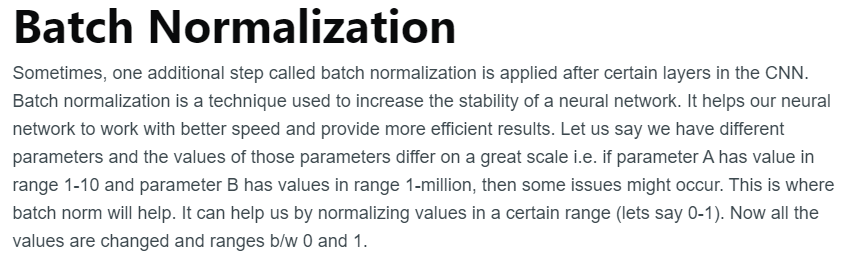 Batch Normalization
Sometimes, one additional step called batch normalization is applied after certain layers in the CNN.
Batch normalization is a technique used to increase the stability of a neural network. It helps our neural
network to work with better speed and provide more efficient results. Let us say we have different
parameters and the values of those parameters differ on a great scale i.e. if parameter A has value in
range 1-10 and parameter B has values in range 1-million, then some issues might occur. This is where
batch norm will help. It can help us by normalizing values in a certain range (lets say 0-1). Now all the
values are changed and ranges b/w 0 and 1.